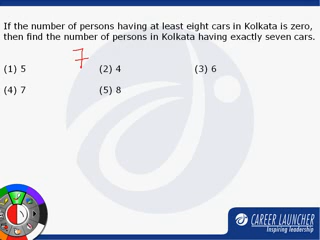 If the number of persons having at least eight cars in Kolkata is zero,
then find the number of persons in Kolkata having exactly seven cars.
7
(1) 5 (2) 4 (3) 6
(4) 7 (5) 8
CAREER LAUNCHER
Inspiring leadership